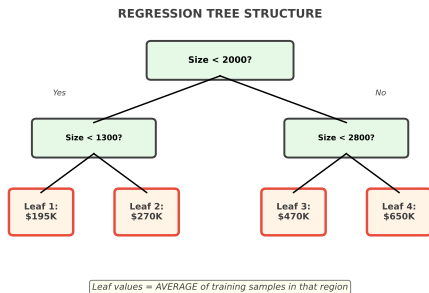 REGRESSION TREE STRUCTURE
Size < 2000?
Yes
No
Size < 1300?
Size < 2800?
Leaf 1:
$195K
Leaf 2:
$270K
Leaf 3:
$470K
Leaf 4:
$650K
Leaf values = AVERAGE of training samples in that region